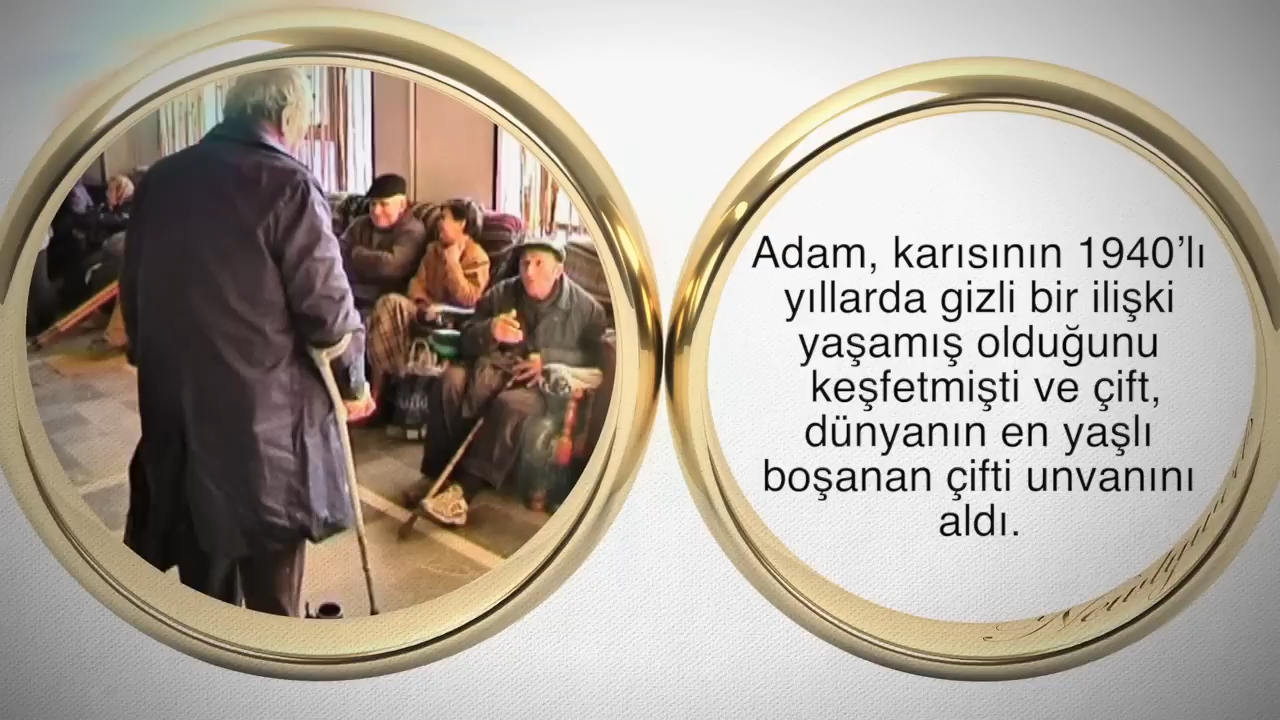 Adam, karısının 1940’lı
yıllarda gizli bir ilişki
yaşamış olduğunu
keşfetmişti ve çift,
dünyanın en yaşlı
boşanan çifti unvanını
aldı.